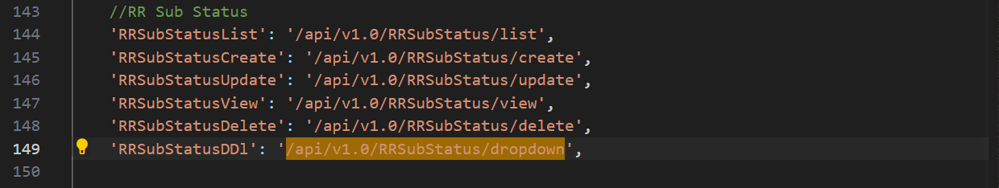 143 //RR Sub Status
144 'RRSubStatusList': '/api/v1.0/RRSubStatus/list',
145 'RRSubStatusCreate': '/api/v1.0/RRSubStatus/create',
146 'RRSubStatusUpdate': '/api/v1.0/RRSubStatus/update',
147 'RRSubStatusView': '/api/v1.0/RRSubStatus/view',
148 'RRSubStatusDelete': '/api/v1.0/RRSubStatus/delete',
149 'RRSubStatusDDl': '/api/v1.0/RRSubStatus/dropdown',
150